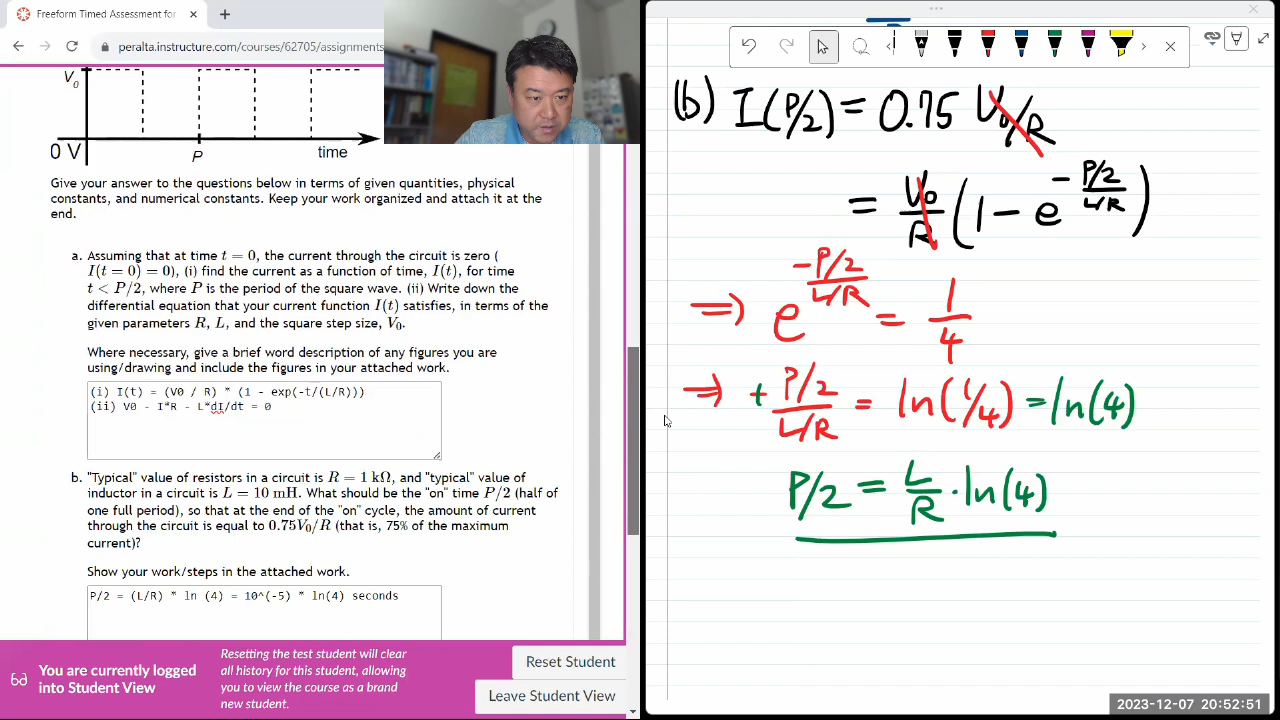 Freeform Timed Assessment for
peralta.instructure.com/courses/62705/assignments
V₀
0 V
P
time
Give your answer to the questions below in terms of given quantities, physical
constants, and numerical constants. Keep your work organized and attach it at the
end.
a. Assuming that at time t = 0, the current through the circuit is zero (
I(t = 0) = 0), (i) find the current as a function of time, I(t), for time
t < P/2, where P is the period of the square wave. (ii) Write down the
differential equation that your current function I(t) satisfies, in terms of the
given parameters R, L, and the square step size, V₀.
Where necessary, give a brief word description of any figures you are
using/drawing and include the figures in your attached work.
(i) I(t) = (V0 / R) * (1 - exp(-t/(L/R)))
(ii) V0 - I*R - L*dI/dt = 0
b. "Typical" value of resistors in a circuit is R = 1 kΩ, and "typical" value of
inductor in a circuit is L = 10 mH. What should be the "on" time P/2 (half of
one full period), so that at the end of the "on" cycle, the amount of current
through the circuit is equal to 0.75V₀/R (that is, 75% of the maximum
current)?
Show your work/steps in the attached work.
P/2 = (L/R) * ln (4) = 10^(-5) * ln(4) seconds
You are currently logged
into Student View
Resetting the test student will clear
all history for this student, allowing
you to view the course as a brand
new student.
Reset Student
Leave Student View
(b) I(P/2) = 0.75 V₀/R
= V₀/R (1 - e^(-(P/2)/(L/R)))
⇒ e^(-(P/2)/(L/R)) = 1/4
⇒ + (P/2)/(L/R) = ln(1/4) = ln(4)
P/2 = L/R · ln(4)
2023-12-07 20:52:51